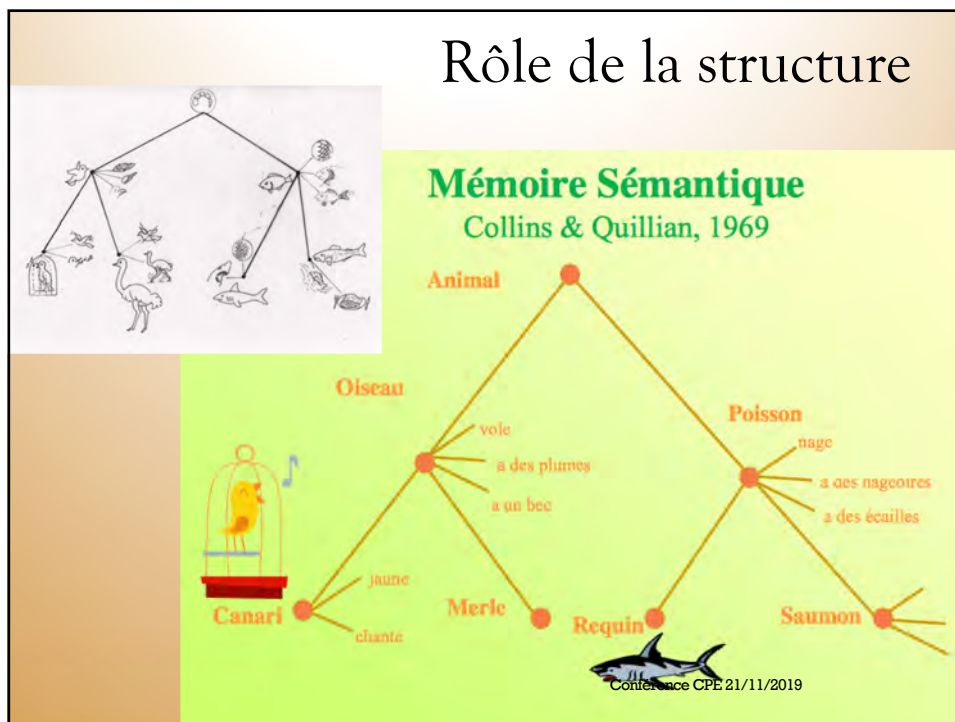 Rôle de la structure
Mémoire Sémantique
Collins & Quillian, 1969
Animal
Oiseau
Poisson
vole
a des plumes
a un bec
nage
a des nageoires
a des écailles
jaune
chante
Canari
Merle
Requin
Saumon
Conférence CPE 21/11/2019